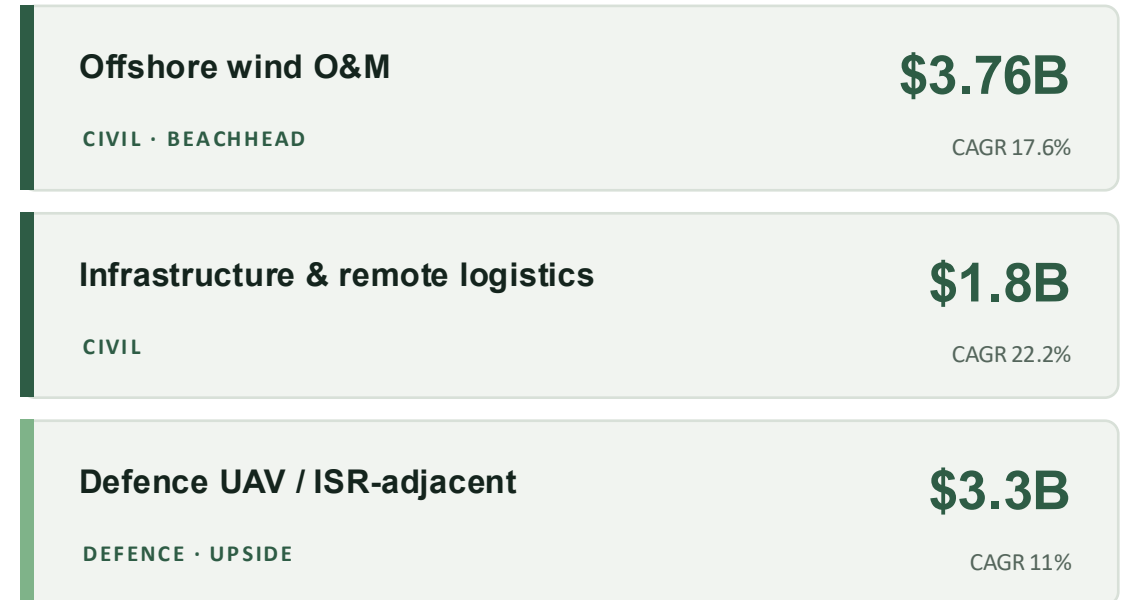 Offshore wind O&M
$3.76B
CIVIL · BEACHHEAD
CAGR 17.6%
Infrastructure & remote logistics
$1.8B
CIVIL
CAGR 22.2%
Defence UAV / ISR-adjacent
$3.3B
DEFENCE · UPSIDE
CAGR 11%